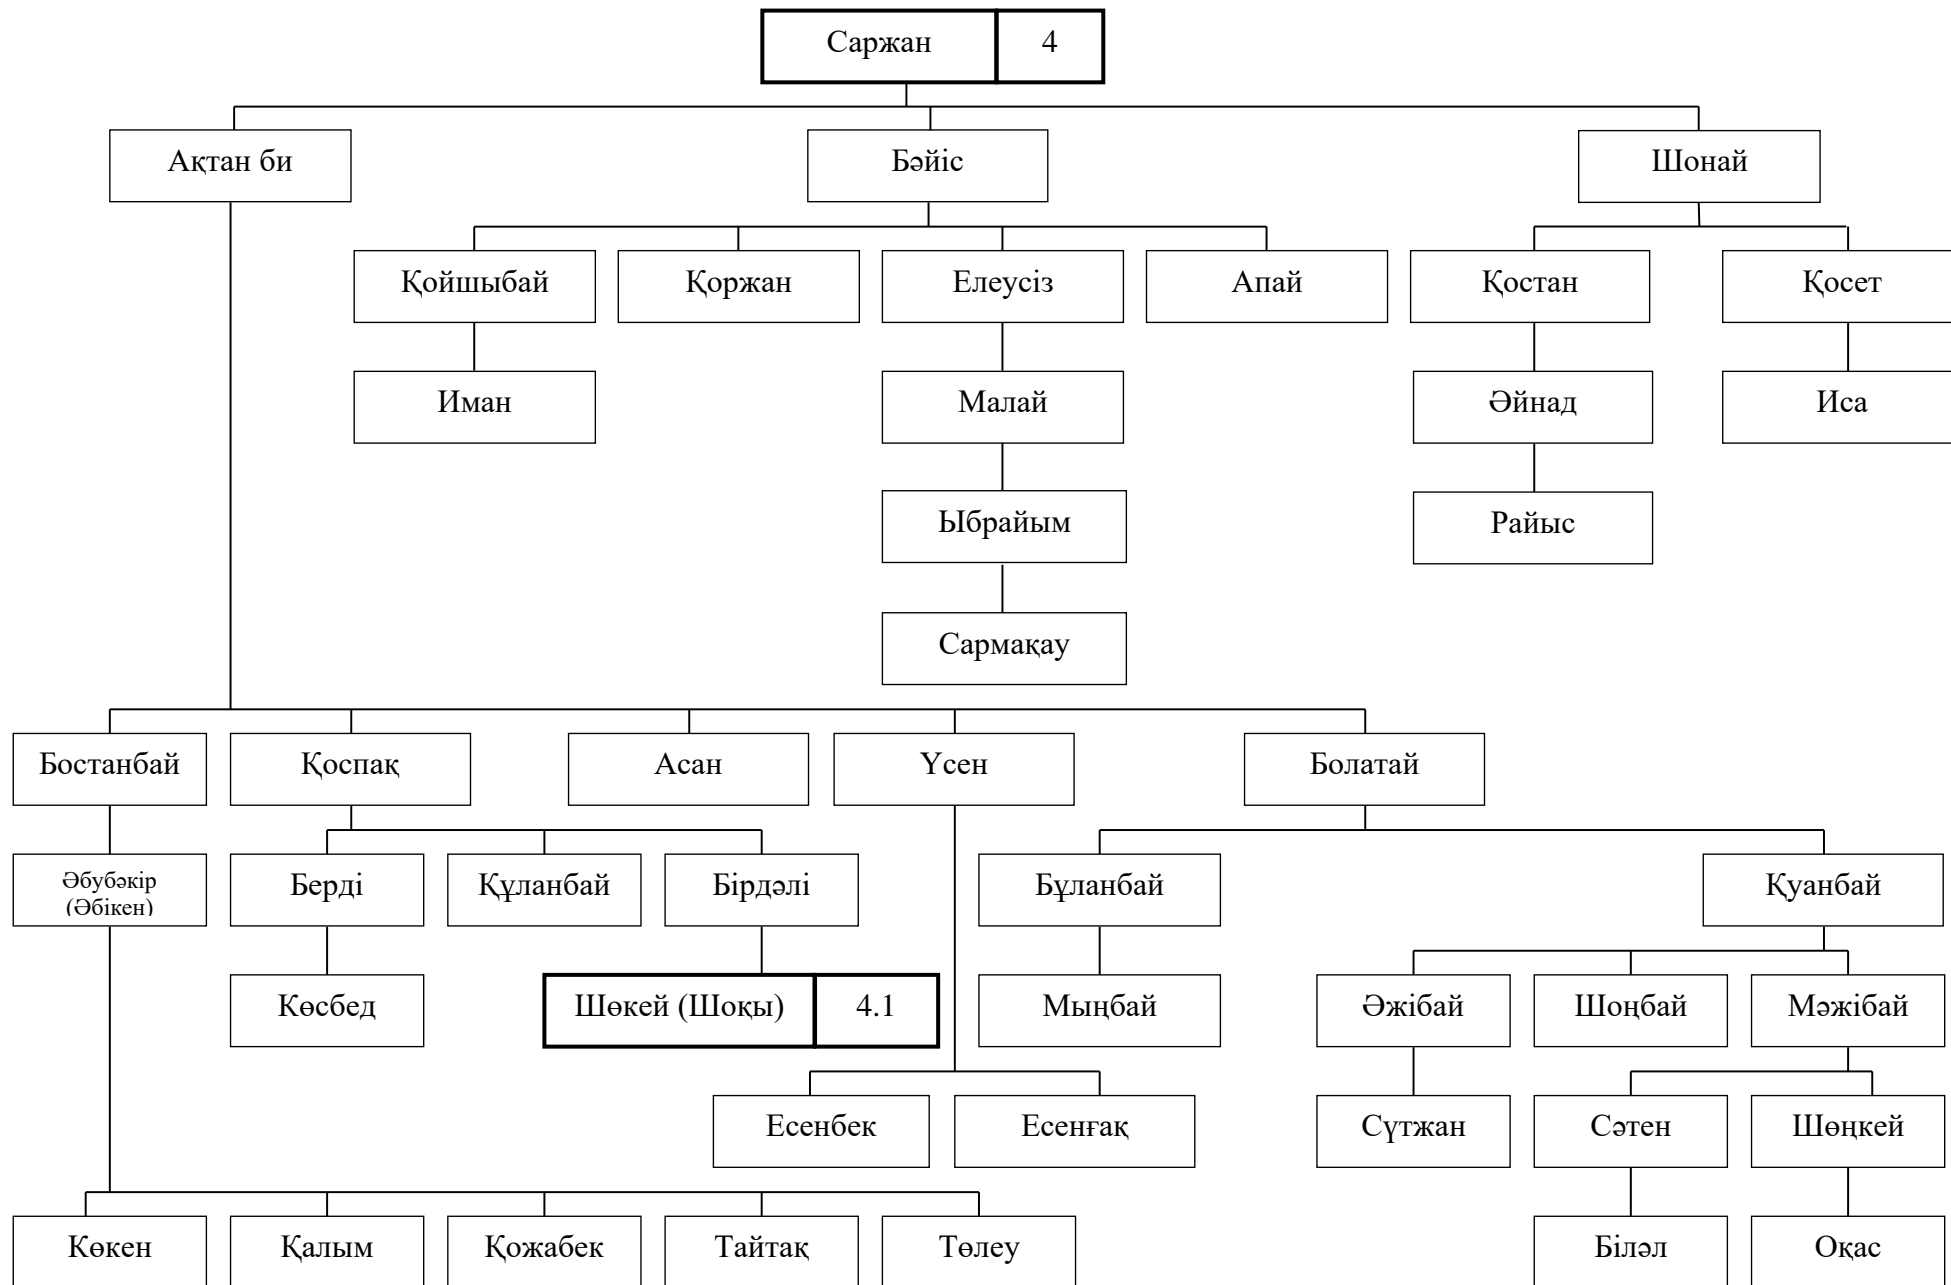 Саржан 4
Ақтан би Бәйіс Шонай
Қойшыбай Қоржан Елеусіз Апай Қостан Қосет
Иман Малай Әйнад Иса
Ыбрайым Райыс
Сармақау
Бостанбай Қоспақ Асан Үсен Болатай
Әбубәкір
(Әбікен)
Берді Құланбай Бірдәлі Бұланбай Қуанбай
Көсбед Шөкей (Шоқы) 4.1 Мыңбай Әжібай Шоңбай Мәжібай
Есенбек Есенғақ Сүтжан Сәтен Шөңкей
Көкен Қалым Қожабек Тайтақ Төлеу Біләл Оқас